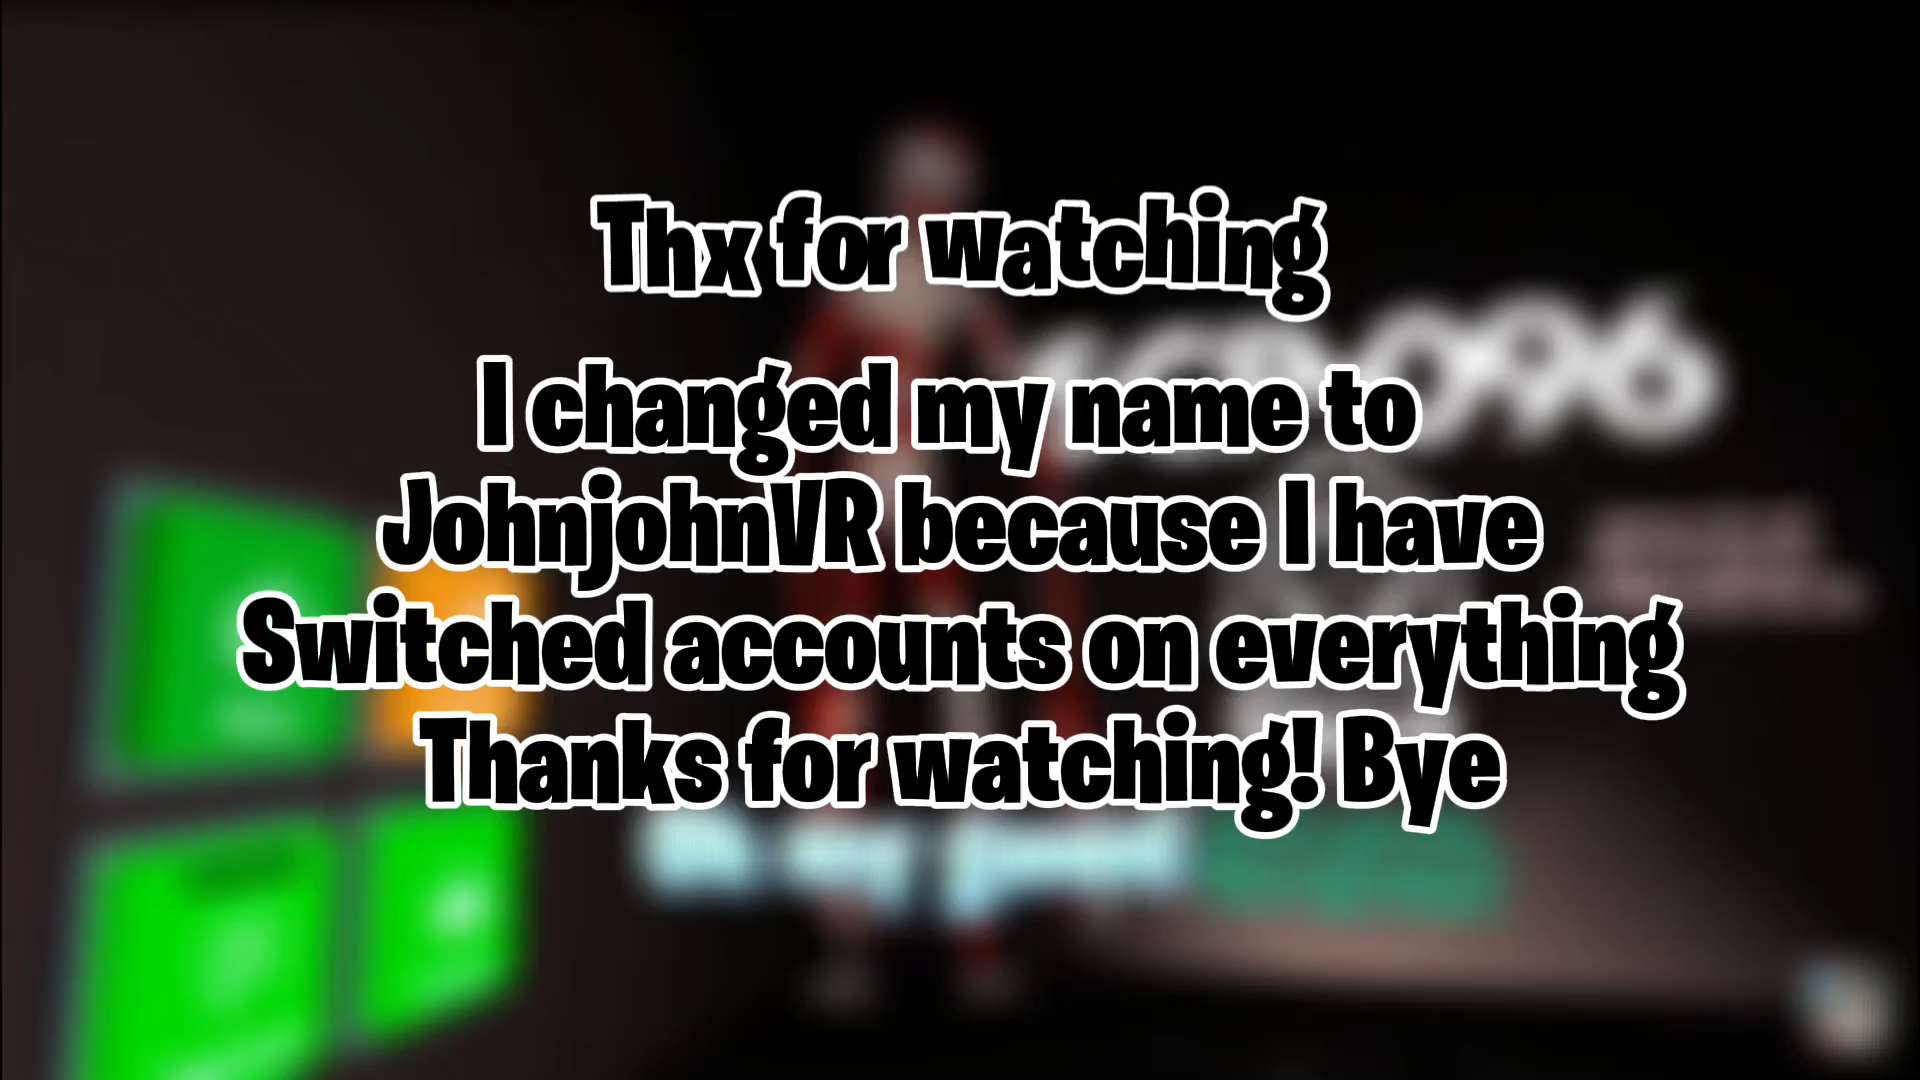 Thx for watching
I changed my name to
JohnjohnVR because I have
Switched accounts on everything
Thanks for watching! Bye